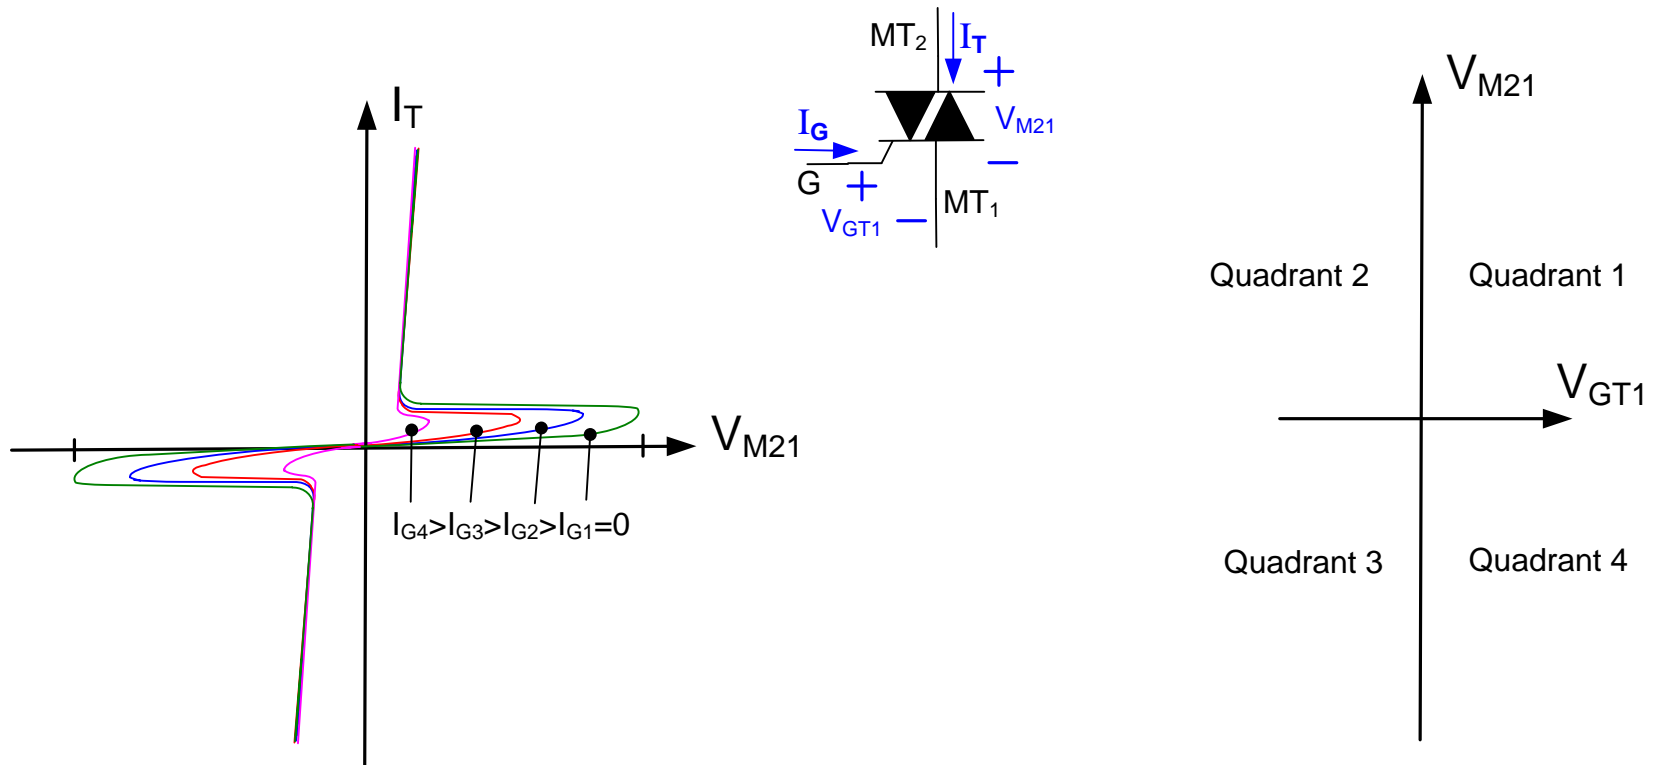 I_T
V_M21
I_G4>I_G3>I_G2>I_G1=0
MT_2
I_T
+
V_M21
−
I_G
G
+
V_GT1 −
MT_1
V_M21
Quadrant 2 Quadrant 1
V_GT1
Quadrant 3 Quadrant 4